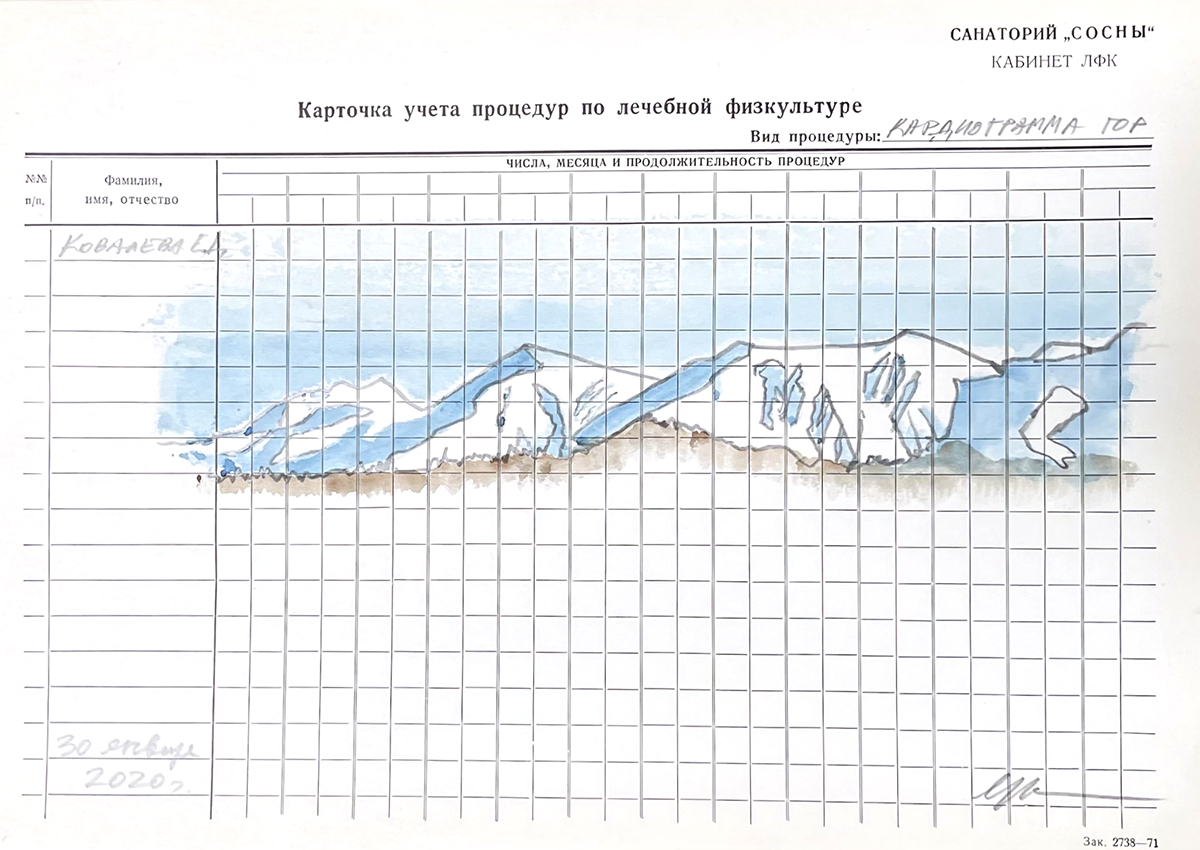 САНАТОРИЙ „СОСНЫ“
КАБИНЕТ ЛФК
Карточка учета процедур по лечебной физкультуре
Вид процедуры: КАРДИОГРАММА ГОР
№№ п/п.
Фамилия, имя, отчество
ЧИСЛА, МЕСЯЦА И ПРОДОЛЖИТЕЛЬНОСТЬ ПРОЦЕДУР
КОВАЛЕВА Е.А.
30 января
2020 г.
Зак. 2738—71